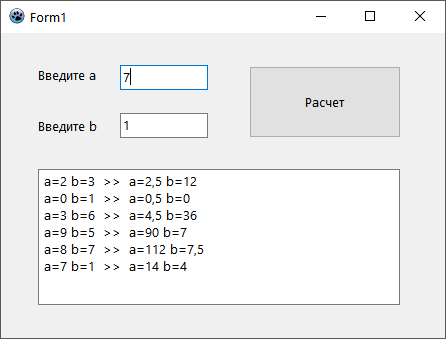 Form1
Введите a
7
Расчет
Введите b
1
a=2 b=3  >>  a=2,5 b=12
a=0 b=1  >>  a=0,5 b=0
a=3 b=6  >>  a=4,5 b=36
a=9 b=5  >>  a=90 b=7
a=8 b=7  >>  a=112 b=7,5
a=7 b=1  >>  a=14 b=4